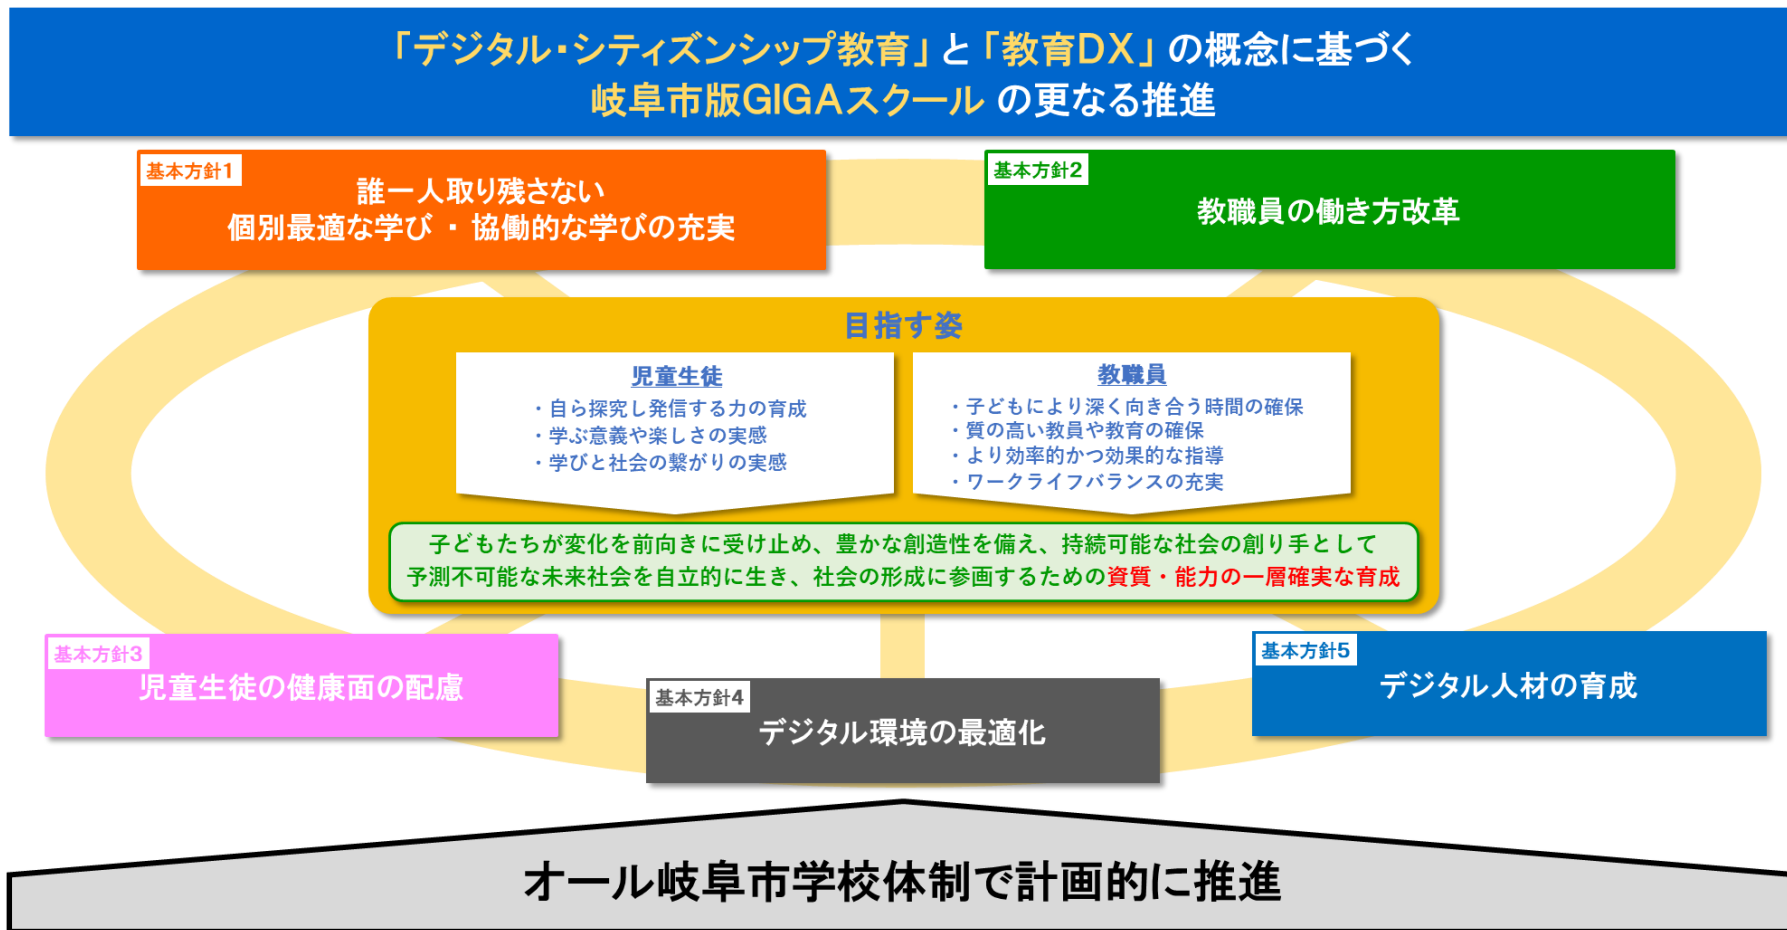 「デジタル・シティズンシップ教育」と「教育DX」の概念に基づく
岐阜市版GIGAスクール の更なる推進
基本方針1
誰一人取り残さない
個別最適な学び ・ 協働的な学びの充実
基本方針2
教職員の働き方改革
目指す姿
児童生徒
・自ら探究し発信する力の育成
・学ぶ意義や楽しさの実感
・学びと社会の繋がりの実感
教職員
・子どもにより深く向き合う時間の確保
・質の高い教員や教育の確保
・より効率的かつ効果的な指導
・ワークライフバランスの充実
子どもたちが変化を前向きに受け止め、豊かな創造性を備え、持続可能な社会の創り手として
予測不可能な未来社会を自立的に生き、社会の形成に参画するための資質・能力の一層確実な育成
基本方針3
児童生徒の健康面の配慮
基本方針4
デジタル環境の最適化
基本方針5
デジタル人材の育成
オール岐阜市学校体制で計画的に推進